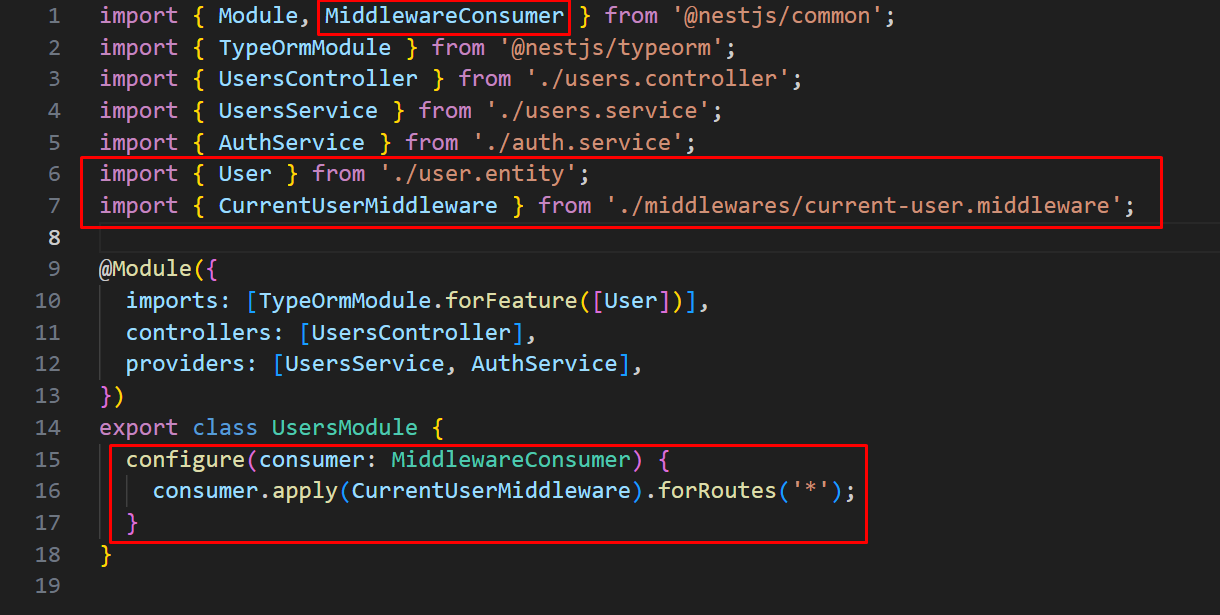 1 import { Module, MiddlewareConsumer } from '@nestjs/common';
2 import { TypeOrmModule } from '@nestjs/typeorm';
3 import { UsersController } from './users.controller';
4 import { UsersService } from './users.service';
5 import { AuthService } from './auth.service';
6 import { User } from './user.entity';
7 import { CurrentUserMiddleware } from './middlewares/current-user.middleware';
8
9 @Module({
10   imports: [TypeOrmModule.forFeature([User])],
11   controllers: [UsersController],
12   providers: [UsersService, AuthService],
13 })
14 export class UsersModule {
15   configure(consumer: MiddlewareConsumer) {
16     consumer.apply(CurrentUserMiddleware).forRoutes('*');
17   }
18 }
19